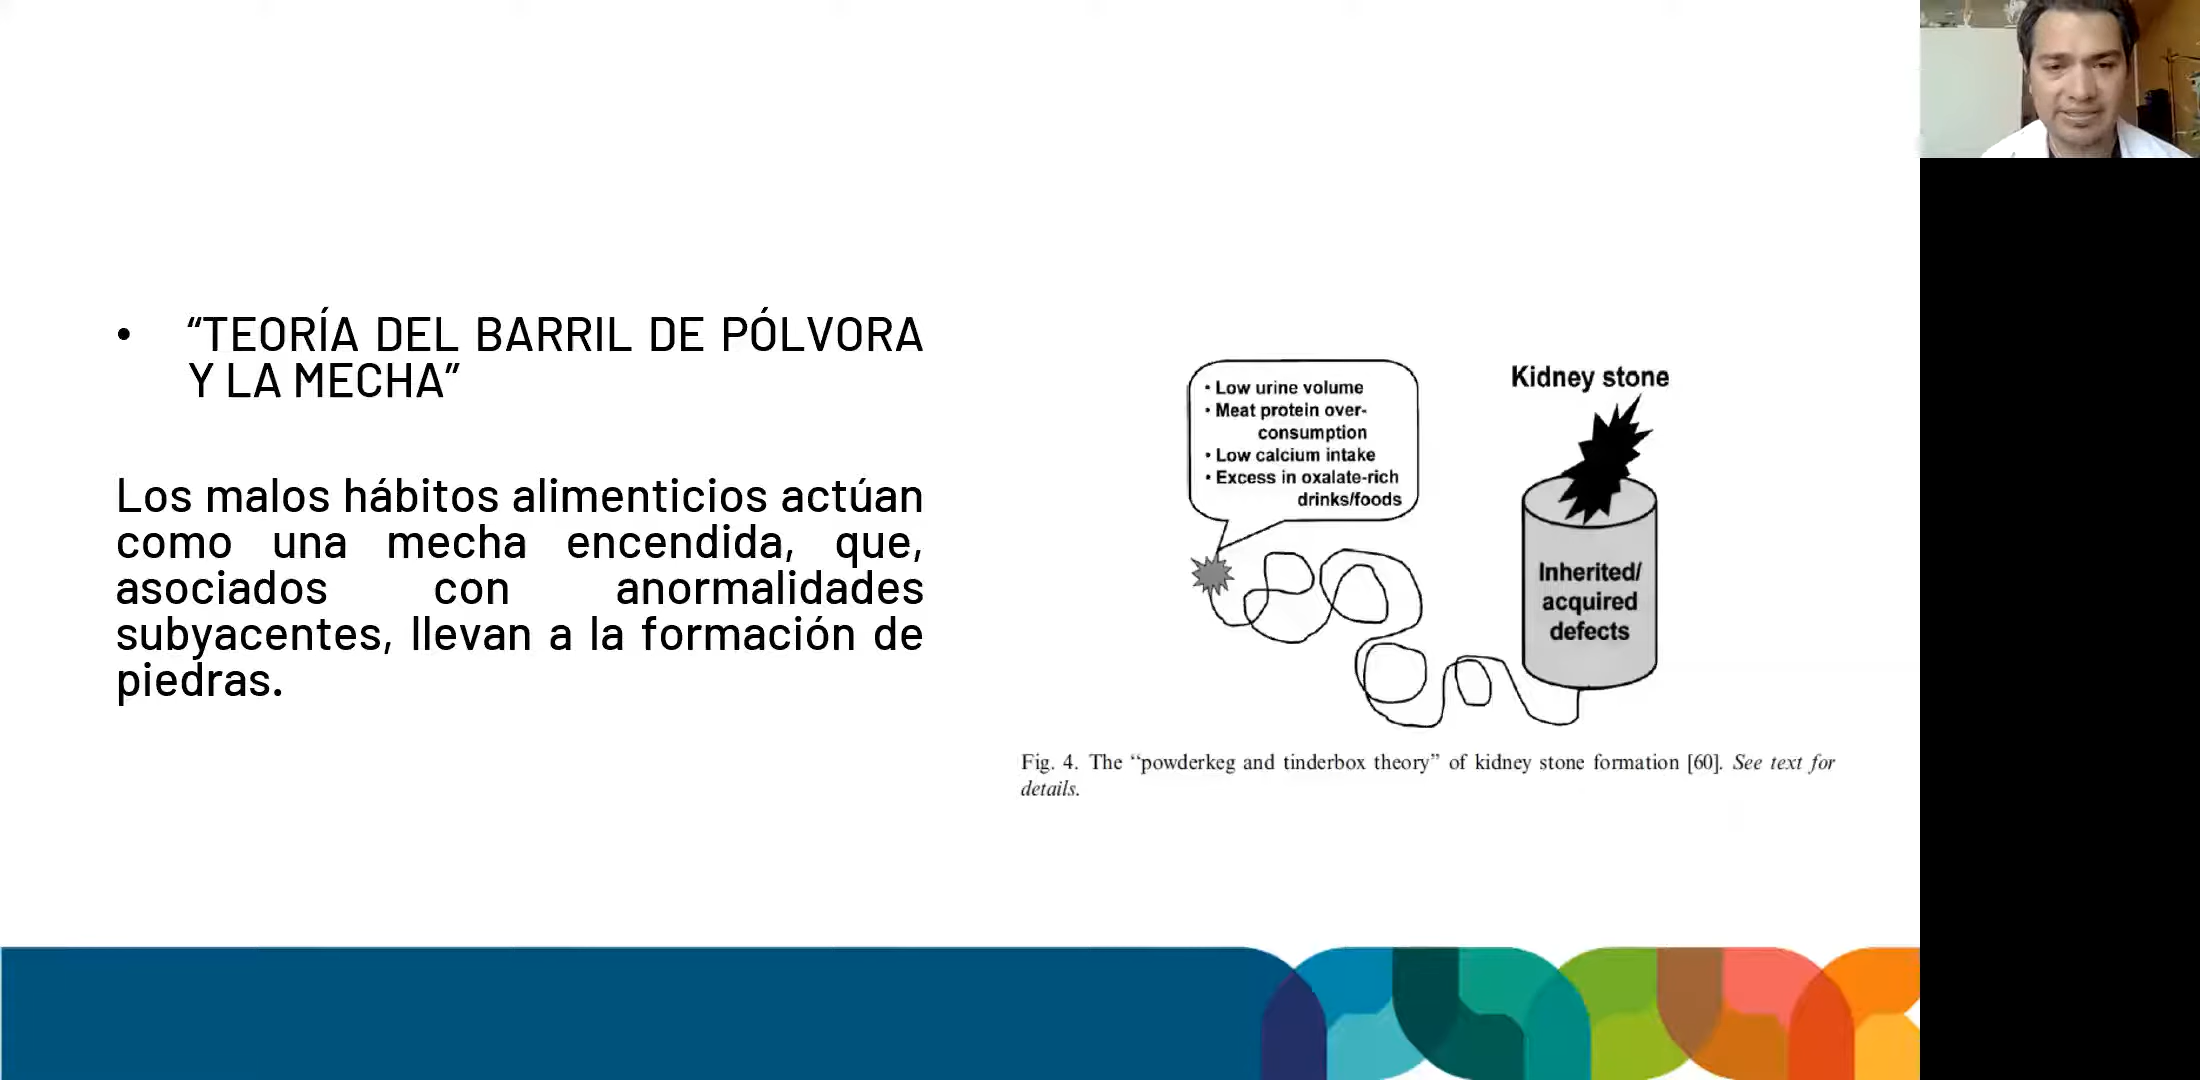 • “TEORÍA DEL BARRIL DE PÓLVORA
Y LA MECHA”
Los malos hábitos alimenticios actúan
como una mecha encendida, que,
asociados con anormalidades
subyacentes, llevan a la formación de
piedras.
• Low urine volume
• Meat protein over-
consumption
• Low calcium intake
• Excess in oxalate-rich
drinks/foods
Kidney stone
Inherited/
acquired
defects
Fig. 4. The “powderkeg and tinderbox theory” of kidney stone formation [60]. See text for
details.